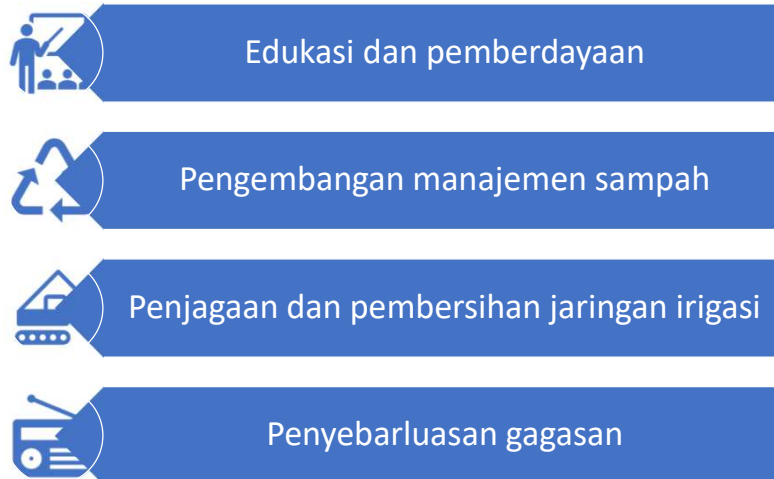 Edukasi dan pemberdayaan
Pengembangan manajemen sampah
Penjagaan dan pembersihan jaringan irigasi
Penyebarluasan gagasan